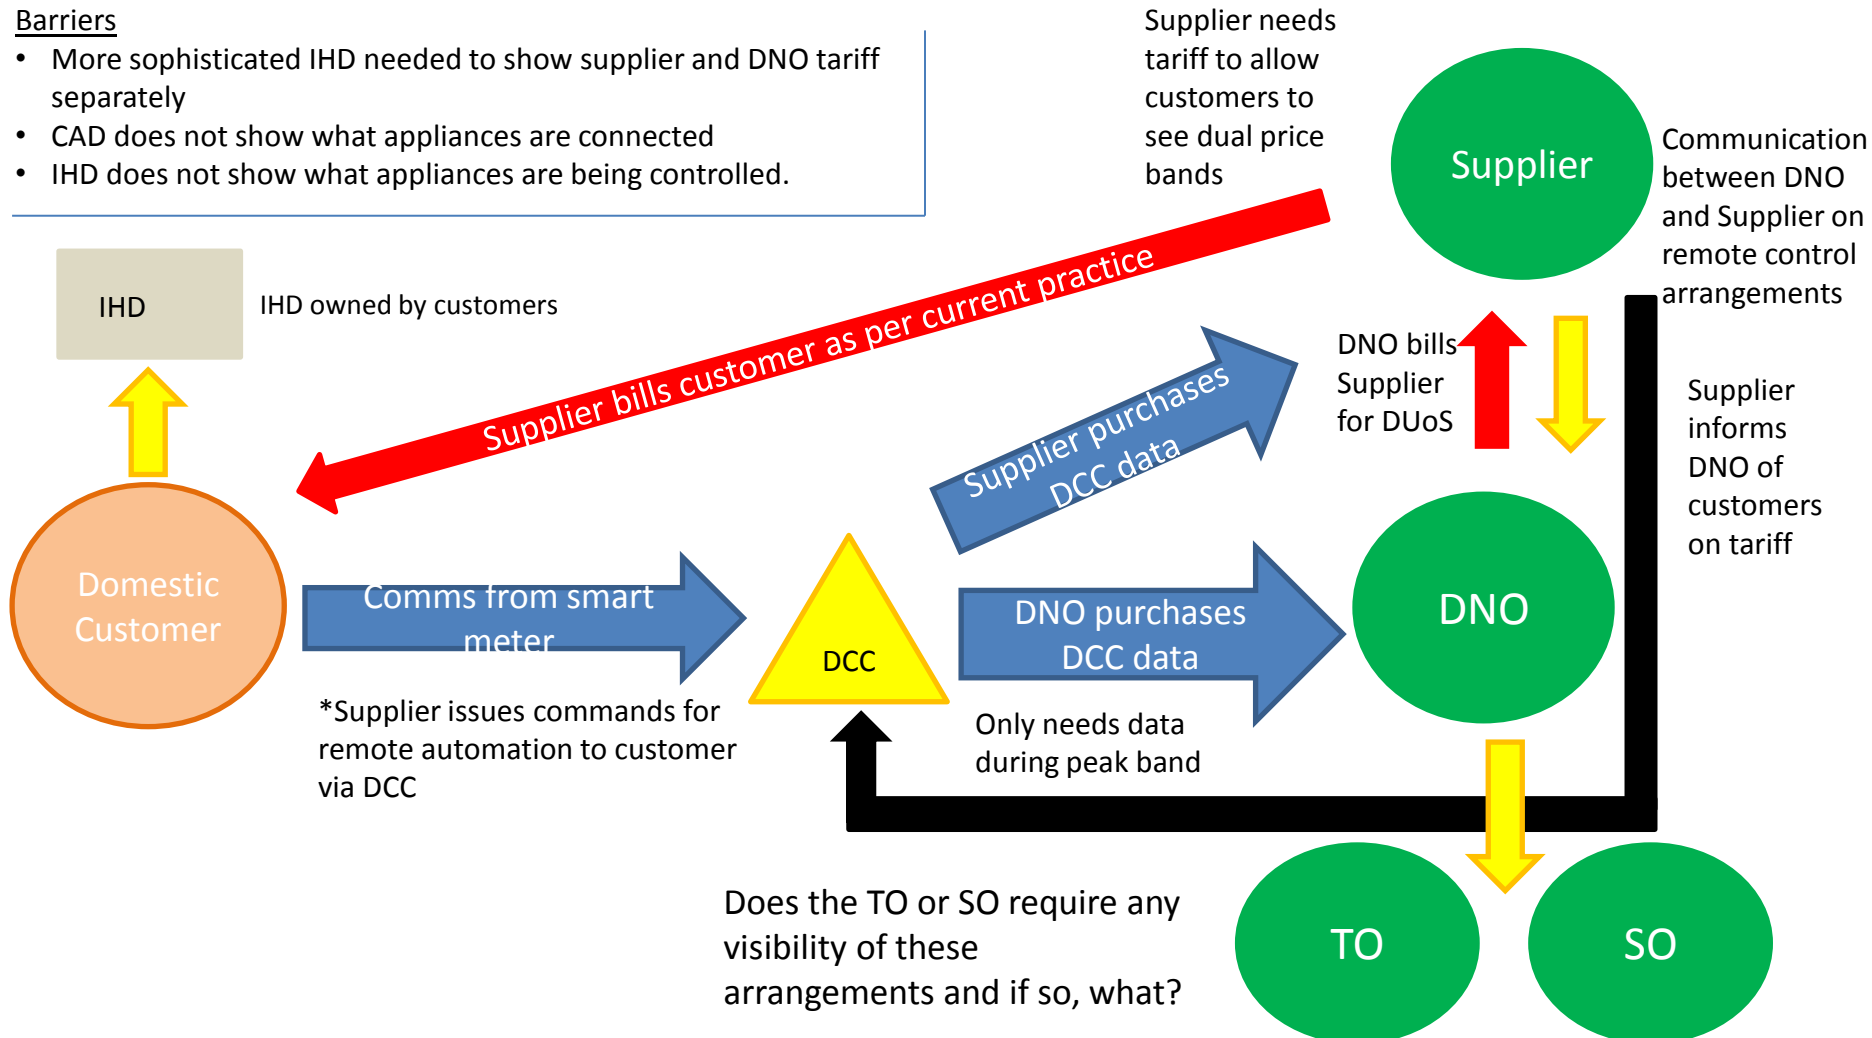 Barriers
• More sophisticated IHD needed to show supplier and DNO tariff
separately
• CAD does not show what appliances are connected
• IHD does not show what appliances are being controlled.
Supplier needs
tariff to allow
customers to
see dual price
bands
Supplier
Communication
between DNO
and Supplier on
remote control
arrangements
IHD
IHD owned by customers
Supplier bills customer as per current practice
Supplier purchases
DCC data
DNO bills
Supplier
for DUoS
Supplier
informs
DNO of
customers
on tariff
Domestic
Customer
Comms from smart
meter
DCC
DNO purchases
DCC data
DNO
*Supplier issues commands for
remote automation to customer
via DCC
Only needs data
during peak band
Does the TO or SO require any
visibility of these
arrangements and if so, what?
TO
SO